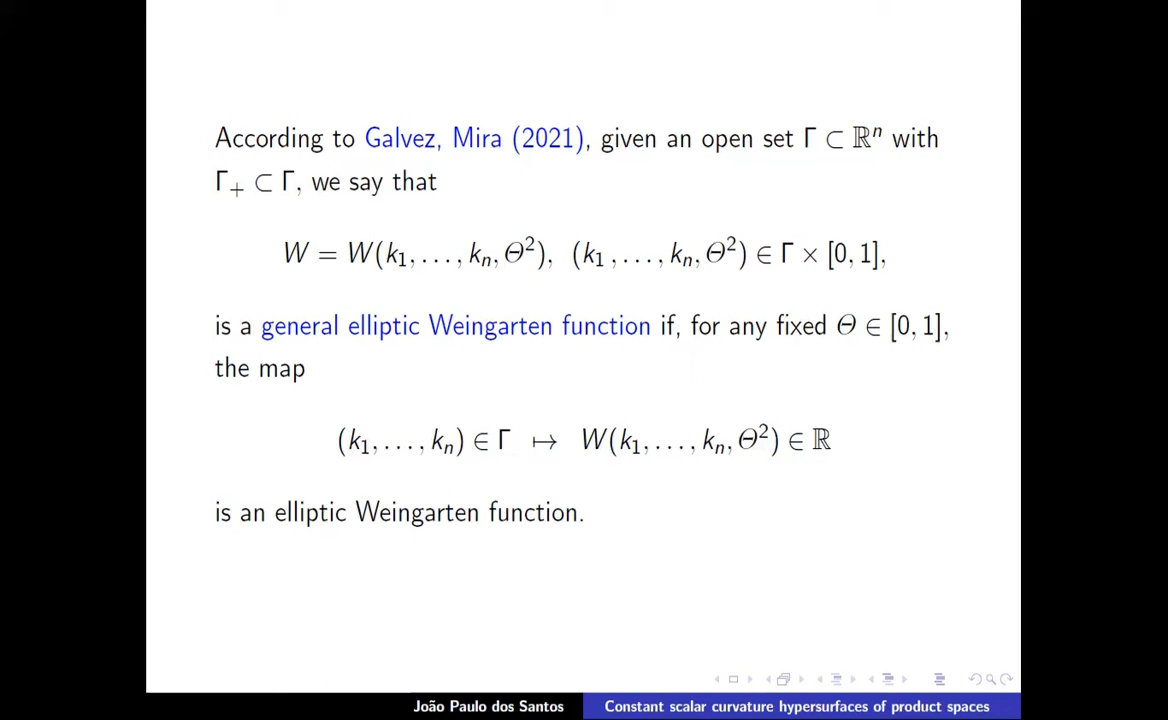 According to Galvez, Mira (2021), given an open set Γ ⊂ ℝⁿ with
Γ₊ ⊂ Γ, we say that
W = W(k₁, . . . , kₙ, Θ²), (k₁, . . . , kₙ, Θ²) ∈ Γ × [0, 1],
is a general elliptic Weingarten function if, for any fixed Θ ∈ [0, 1],
the map
(k₁, . . . , kₙ) ∈ Γ ↦ W(k₁, . . . , kₙ, Θ²) ∈ ℝ
is an elliptic Weingarten function.
João Paulo dos Santos Constant scalar curvature hypersurfaces of product spaces